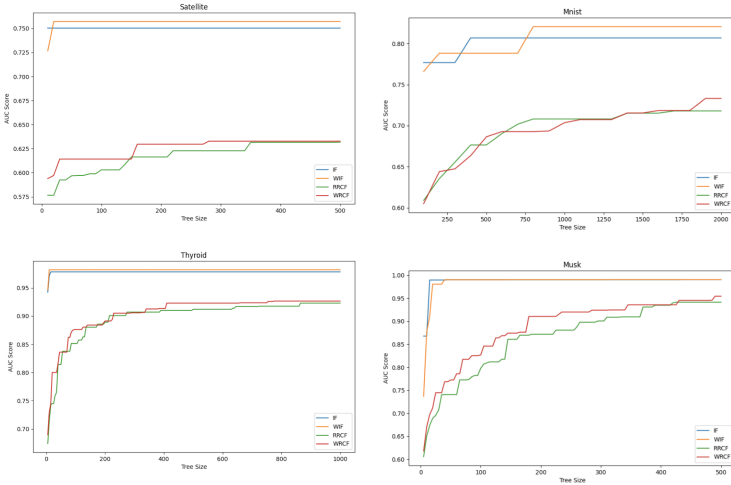 Satellite
AUC Score
0.750
0.725
0.700
0.675
0.650
0.625
0.600
0.575
IF
WIF
RRCF
WRCF
0 100 200 300 400 500
Tree Size
Mnist
AUC Score
0.80
0.75
0.70
0.65
0.60
IF
WIF
RRCF
WRCF
250 500 750 1000 1250 1500 1750 2000
Tree Size
Thyroid
AUC Score
0.95
0.90
0.85
0.80
0.75
0.70
IF
WIF
RRCF
WRCF
0 200 400 600 800 1000
Tree Size
Musk
AUC Score
1.00
0.95
0.90
0.85
0.80
0.75
0.70
0.65
0.60
IF
WIF
RRCF
WRCF
0 100 200 300 400 500
Tree Size